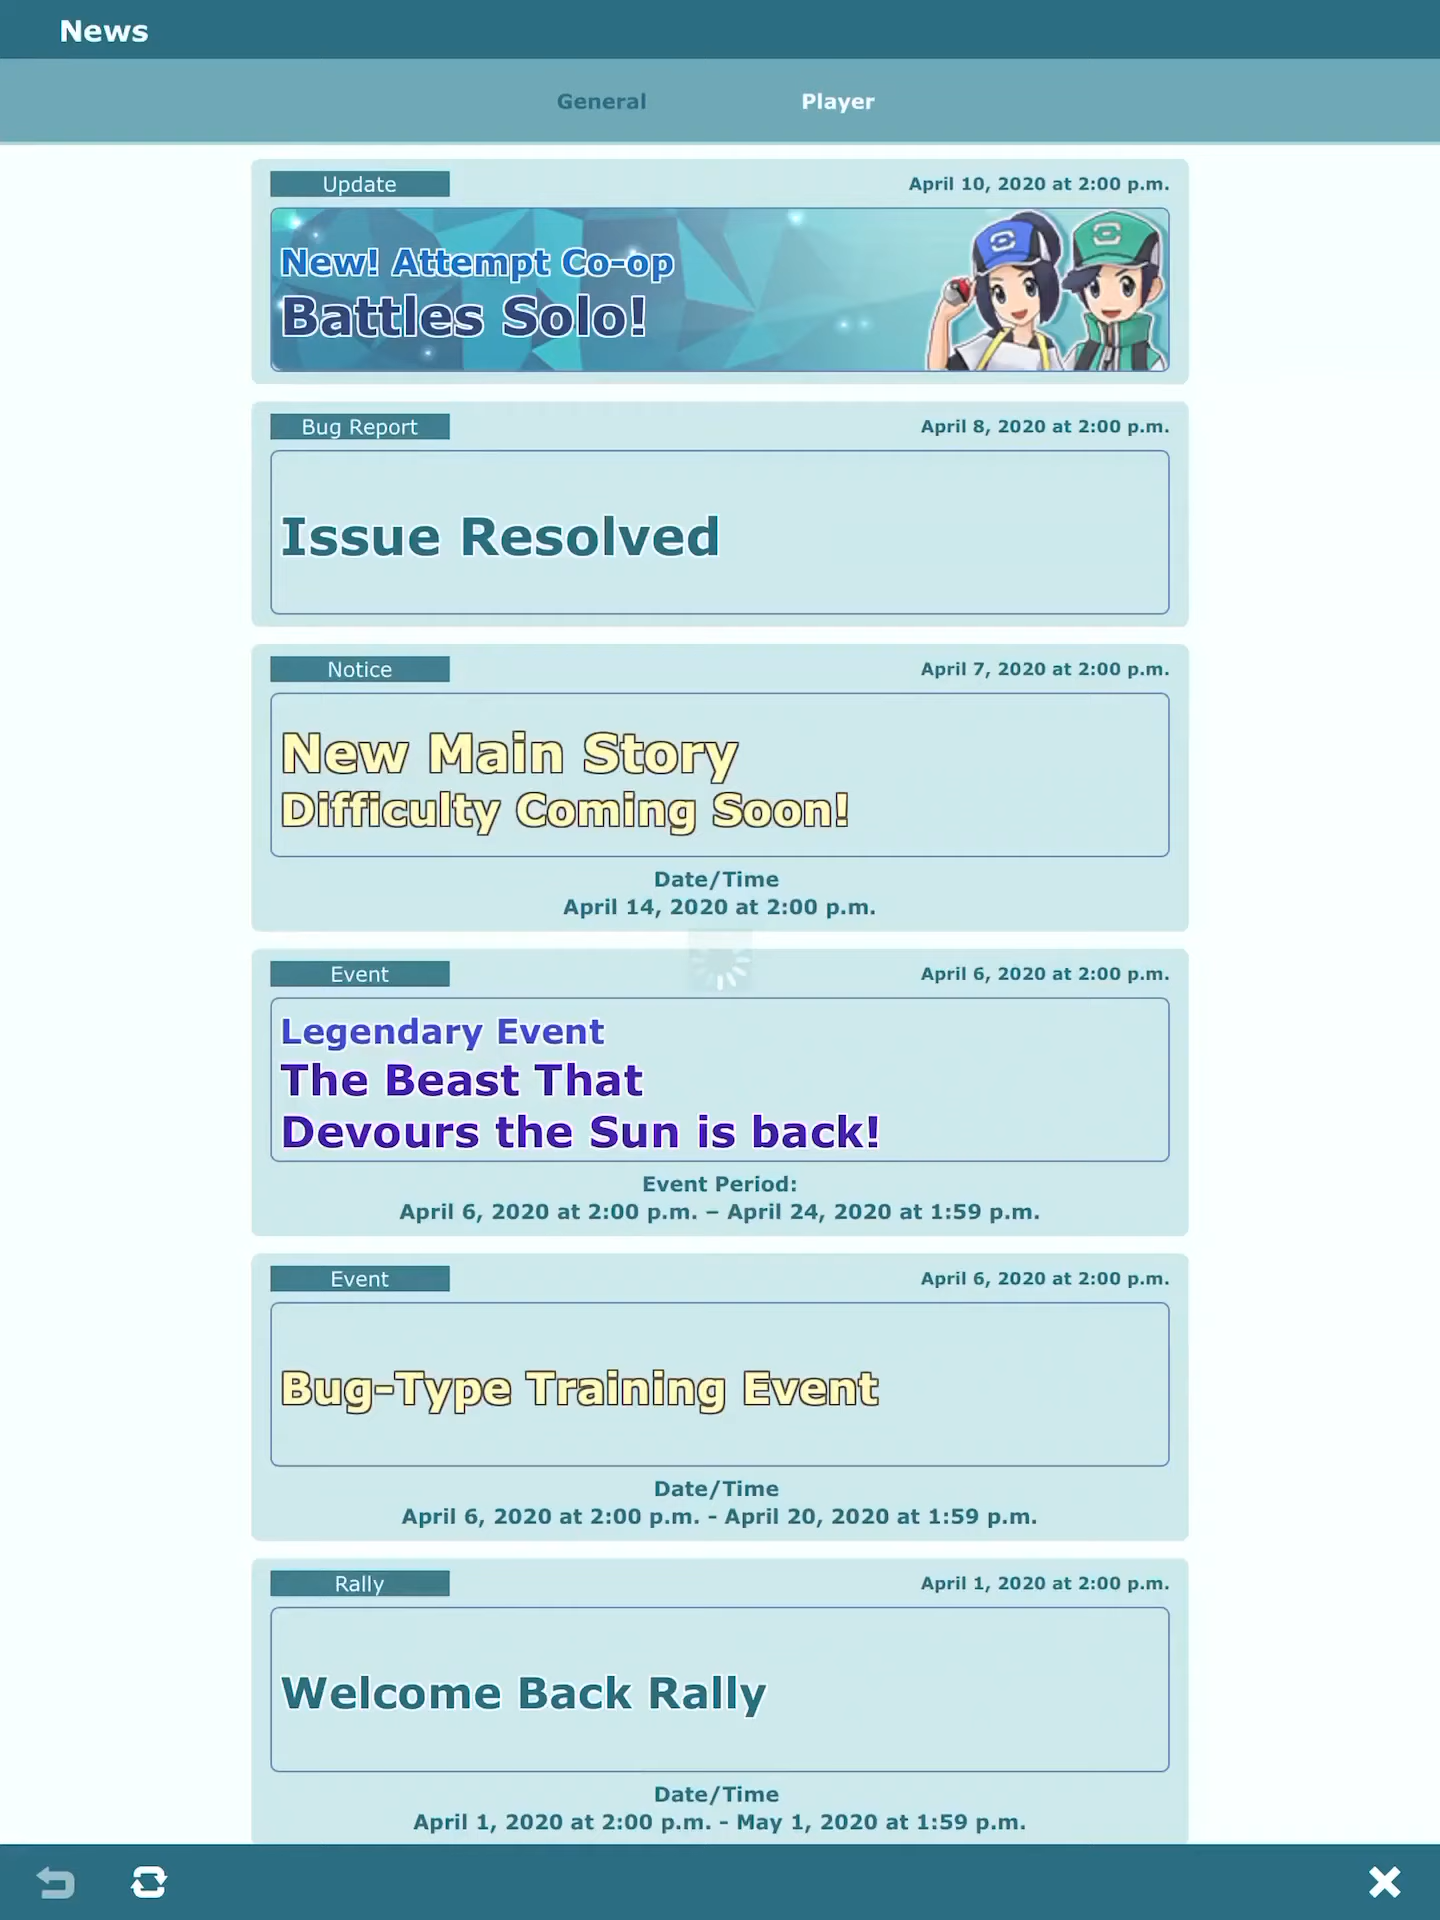 News
General
Player
Update
April 10, 2020 at 2:00 p.m.
New! Attempt Co-op
Battles Solo!
Bug Report
April 8, 2020 at 2:00 p.m.
Issue Resolved
Notice
April 7, 2020 at 2:00 p.m.
New Main Story
Difficulty Coming Soon!
Date/Time
April 14, 2020 at 2:00 p.m.
Event
April 6, 2020 at 2:00 p.m.
Legendary Event
The Beast That
Devours the Sun is back!
Event Period:
April 6, 2020 at 2:00 p.m. – April 24, 2020 at 1:59 p.m.
Event
April 6, 2020 at 2:00 p.m.
Bug-Type Training Event
Date/Time
April 6, 2020 at 2:00 p.m. - April 20, 2020 at 1:59 p.m.
Rally
April 1, 2020 at 2:00 p.m.
Welcome Back Rally
Date/Time
April 1, 2020 at 2:00 p.m. - May 1, 2020 at 1:59 p.m.